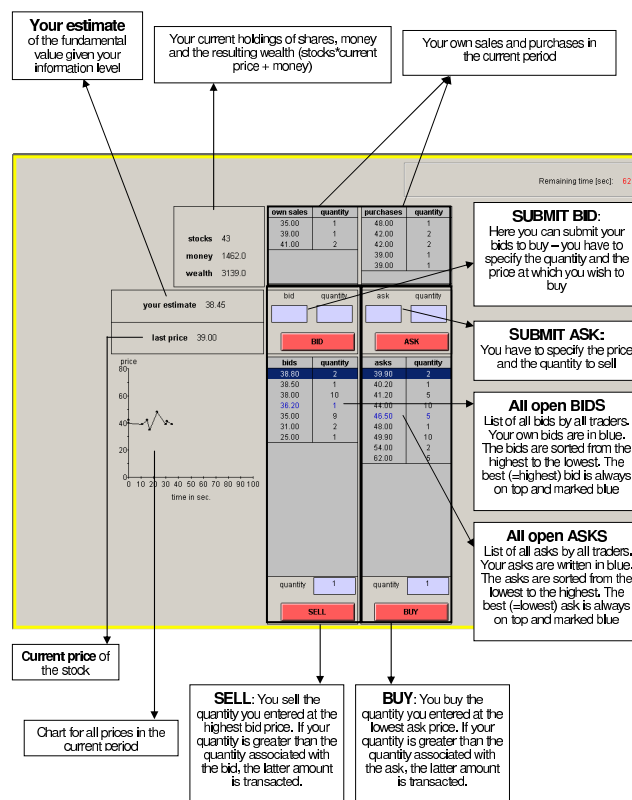 Your estimate
of the fundamental
value given your
information level
Your current holdings of shares, money
and the resulting wealth (stocks*current
price + money)
Your own sales and purchases in
the current period
Remaining time [sec]: 62
own sales quantity purchases quantity
35.00 1 48.00 1
39.00 1 42.00 2
41.00 2 42.00 2
39.00 1
39.00 1
stocks 43
money 1462.0
wealth 3139.0
SUBMIT BID:
Here you can submit your
bids to buy – you have to
specify the quantity and the
price at which you wish to
buy
your estimate 38.45
last price 39.00
bid quantity ask quantity
BID ASK
SUBMIT ASK:
You have to specify the price
and the quantity to sell
bids quantity asks quantity
38.80 2 39.90 2
38.50 1 40.20 1
38.00 10 41.20 5
36.20 1 44.00 10
35.00 9 46.50 5
31.00 2 48.00 1
25.00 1 49.90 10
54.00 2
62.00 5
price
80
60
40
20
0
0 10 20 30 40 50 60 70 80 90 100
time in sec.
All open BIDS
List of all bids by all traders.
Your own bids are in blue.
The bids are sorted from the
highest to the lowest. The
best (=highest) bid is always
on top and marked blue
All open ASKS
List of all asks by all traders.
Your asks are written in blue.
The asks are sorted from the
lowest to the highest. The
best (=lowest) ask is always
on top and marked blue
quantity 1 quantity 1
SELL BUY
Current price of
the stock
Chart for all prices in the
current period
SELL: You sell the
quantity you entered at the
highest bid price. If your
quantity is greater than the
quantity associated with
the bid, the latter amount
is transacted.
BUY: You buy the
quantity you entered at the
lowest ask price. If your
quantity is greater than the
quantity associated with
the ask, the latter amount
is transacted.